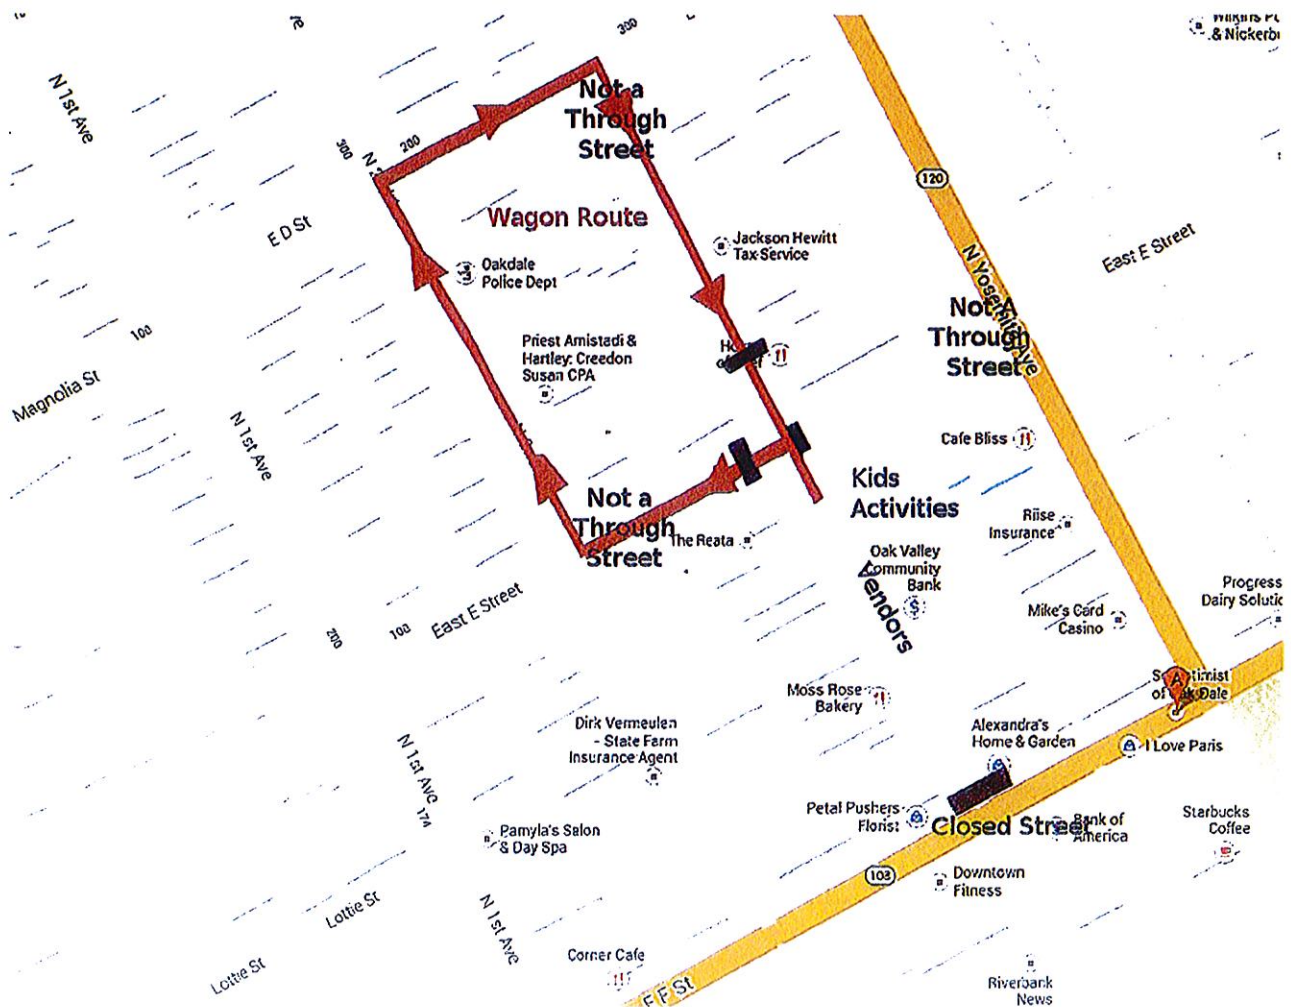 300
Wilkins
& Nickerb
N 1st Ave
Not a
Through
Street
200
300
N
120
Wagon Route
E D St
Jackson Hewitt
Tax Service
East E Street
Oakdale
Police Dept
N Yosemite Ave
Not A
Through
Street
100
Priest Amistadi &
Hartley: Creedon
Susan CPA
Magnolia St
N 1st Ave
Cafe Bliss
Kids
Activities
Not a
Through
Street
The Reata
Riise
Insurance
Oak Valley
Community
Bank
Vendors
Mike's Card
Casino
Progress
Dairy Solutio
East E Street
200
100
A
Moss Rose
Bakery
Dirk Vermeulen
- State Farm
Insurance Agent
Alexandra's
Home & Garden
I Love Paris
N 1st Ave
174
Petal Pushers
Florist
Closed Street
Bank of
America
Starbucks
Coffee
Pamyla's Salon
& Day Spa
108
Downtown
Fitness
Lottie St
N 1st Ave
Corner Cafe
Lottie St
E F St
Riverbank
News